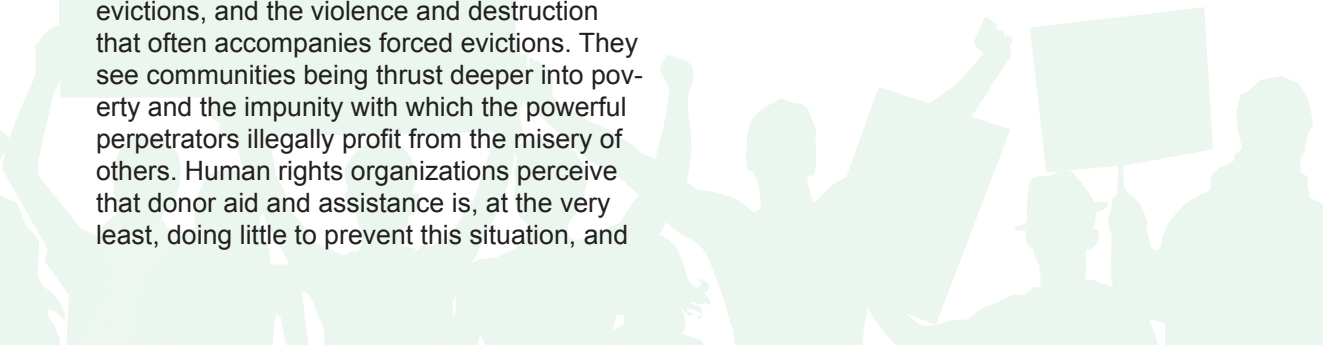 evictions, and the violence and destruction
that often accompanies forced evictions. They
see communities being thrust deeper into pov-
erty and the impunity with which the powerful
perpetrators illegally profit from the misery of
others. Human rights organizations perceive
that donor aid and assistance is, at the very
least, doing little to prevent this situation, and